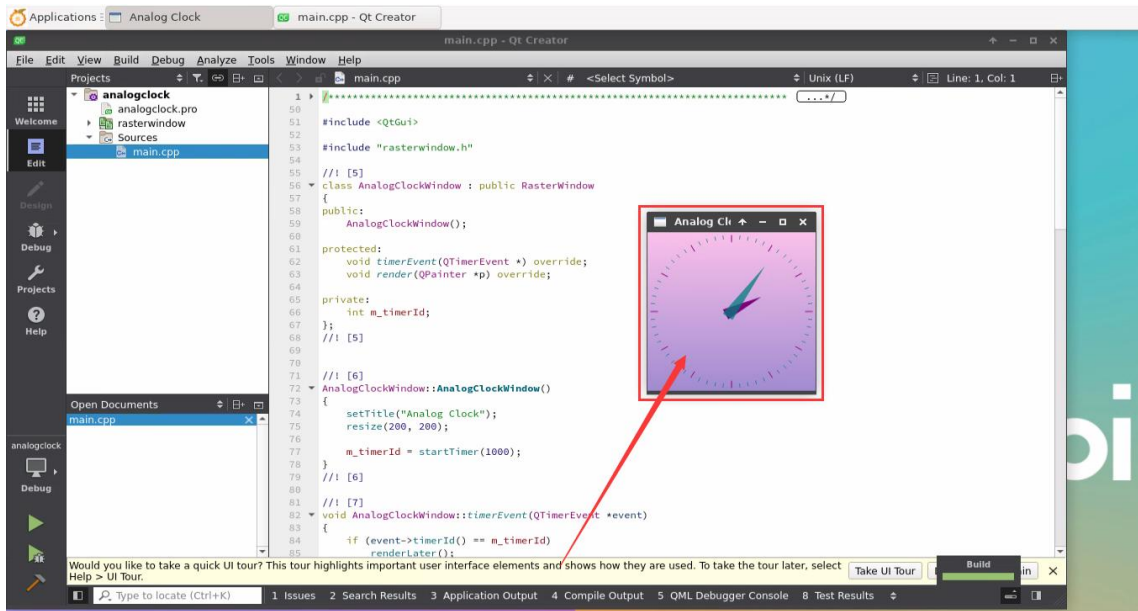 Applications
Analog Clock
main.cpp - Qt Creator
main.cpp - Qt Creator
File Edit View Build Debug Analyze Tools Window Help
Projects
main.cpp
# <Select Symbol>
Unix (LF)
Line: 1, Col: 1
Welcome
Edit
Design
Debug
Projects
Help
analogclock
Debug
analogclock
analogclock.pro
rasterwindow
Sources
main.cpp
Open Documents
main.cpp
1 /****************************************************************************** ...*/
50
51 #include <QtGui>
52
53 #include "rasterwindow.h"
54
55 //! [5]
56 class AnalogClockWindow : public RasterWindow
57 {
58 public:
59 AnalogClockWindow();
60
61 protected:
62 void timerEvent(QTimerEvent *) override;
63 void render(QPainter *p) override;
64
65 private:
66 int m_timerId;
67 };
68 //! [5]
69
70
71 //! [6]
72 AnalogClockWindow::AnalogClockWindow()
73 {
74 setTitle("Analog Clock");
75 resize(200, 200);
76
77 m_timerId = startTimer(1000);
78 }
79 //! [6]
80
81 //! [7]
82 void AnalogClockWindow::timerEvent(QTimerEvent *event)
83 {
84 if (event->timerId() == m_timerId)
85 renderLater();
Analog Cl
Would you like to take a quick UI tour? This tour highlights important user interface elements and shows how they are used. To take the tour later, select
Help > UI Tour.
Take UI Tour
Build
in
Type to locate (Ctrl+K)
1 Issues 2 Search Results 3 Application Output 4 Compile Output 5 QML Debugger Console 8 Test Results
pi